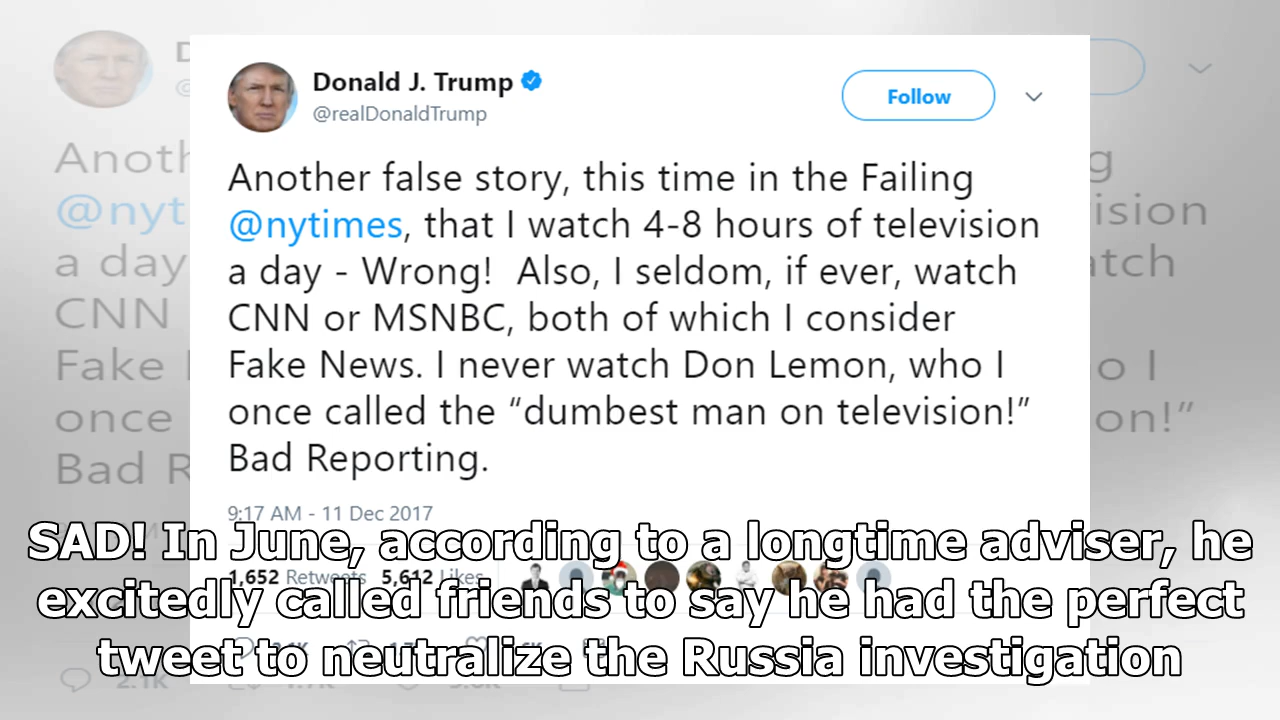 Donald J. Trump
@realDonaldTrump
Follow
Another false story, this time in the Failing
@nytimes, that I watch 4-8 hours of television
a day - Wrong!  Also, I seldom, if ever, watch
CNN or MSNBC, both of which I consider
Fake News. I never watch Don Lemon, who I
once called the “dumbest man on television!”
Bad Reporting.
9:17 AM - 11 Dec 2017
1,652 Retweets 5,612 Likes
SAD! In June, according to a longtime adviser, he
excitedly called friends to say he had the perfect
tweet to neutralize the Russia investigation